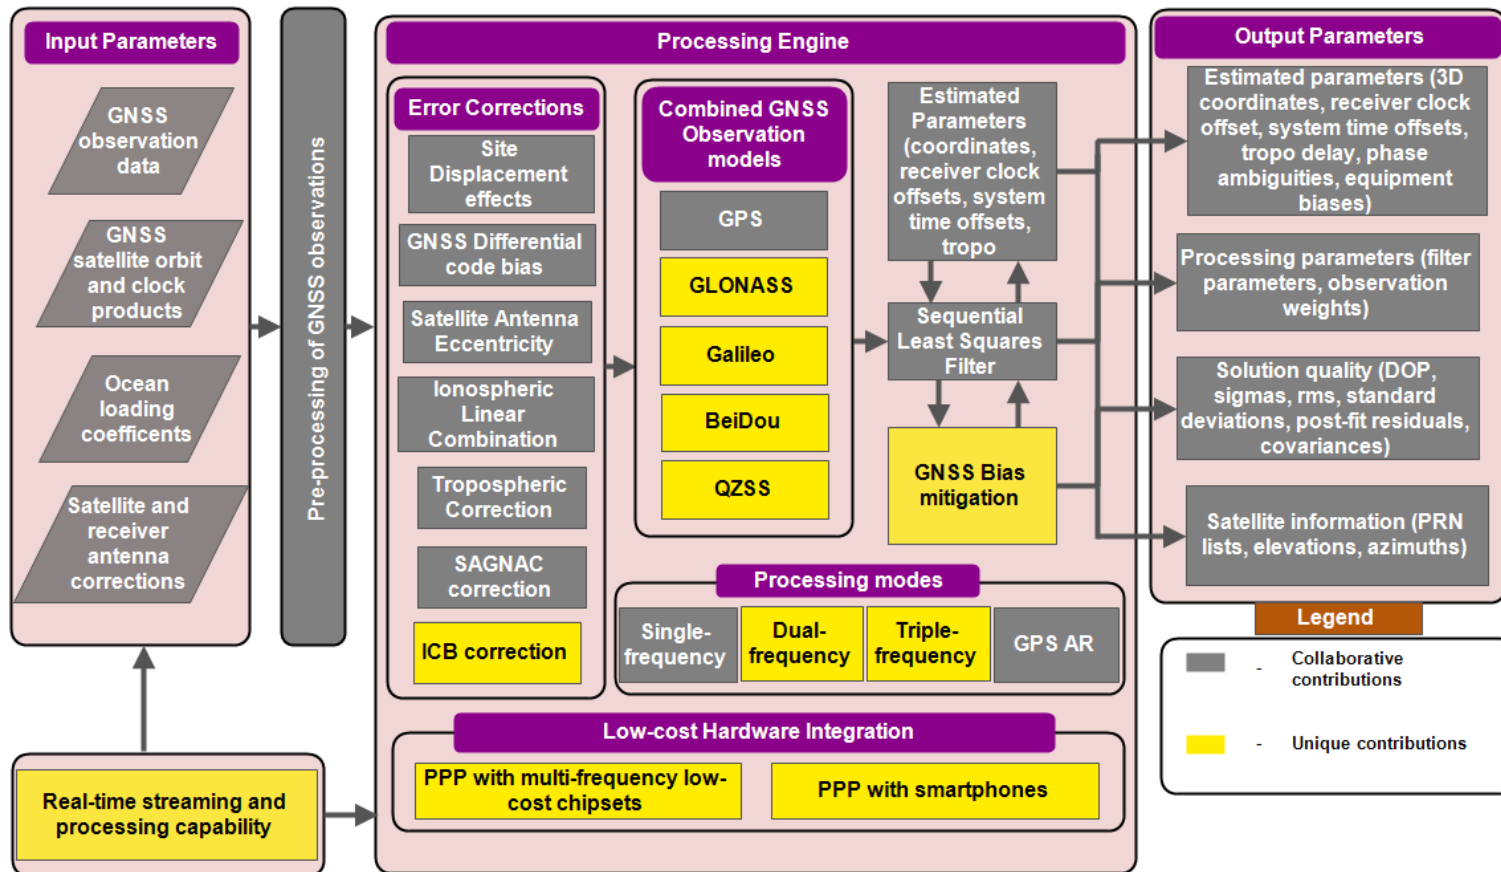 Input Parameters
GNSS
observation
data
GNSS
satellite orbit
and clock
products
Ocean
loading
coefficents
Satellite and
receiver
antenna
corrections
Real-time streaming and
processing capability
Pre-processing of GNSS observations
Processing Engine
Error Corrections
Site
Displacement
effects
GNSS Differential
code bias
Satellite Antenna
Eccentricity
Ionospheric
Linear
Combination
Tropospheric
Correction
SAGNAC
correction
ICB correction
Combined GNSS
Observation
models
GPS
GLONASS
Galileo
BeiDou
QZSS
Estimated
Parameters
(coordinates,
receiver clock
offsets, system
time offsets,
tropo
Sequential
Least Squares
Filter
GNSS Bias
mitigation
Processing modes
Single-
frequency
Dual-
frequency
Triple-
frequency
GPS AR
Low-cost Hardware Integration
PPP with multi-frequency low-
cost chipsets
PPP with smartphones
Output Parameters
Estimated parameters (3D
coordinates, receiver clock
offset, system time offsets,
tropo delay, phase
ambiguities, equipment
biases)
Processing parameters (filter
parameters, observation
weights)
Solution quality (DOP,
sigmas, rms, standard
deviations, post-fit residuals,
covariances)
Satellite information (PRN
lists, elevations, azimuths)
Legend
- Collaborative
contributions
- Unique contributions